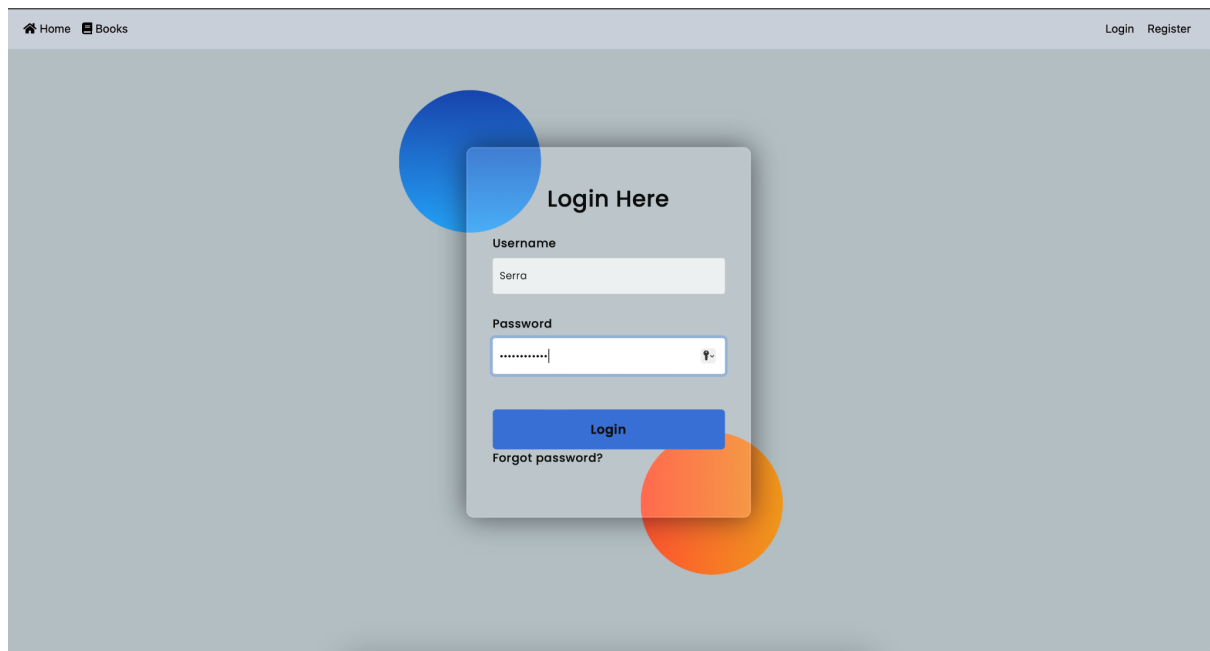 Home Books Login Register
Login Here
Username
Serra
Password
••••••••••••
Login
Forgot password?